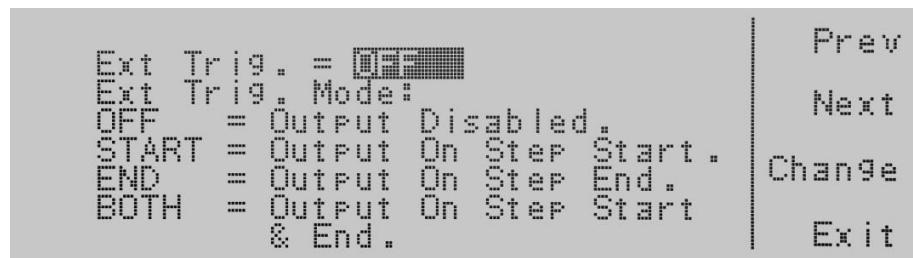 Ext Trig. = OFF
Ext Trig. Mode:
OFF = Output Disabled.
START = Output On Step Start.
END = Output On Step End.
BOTH = Output On Step Start
& End.
Prev
Next
Change
Exit